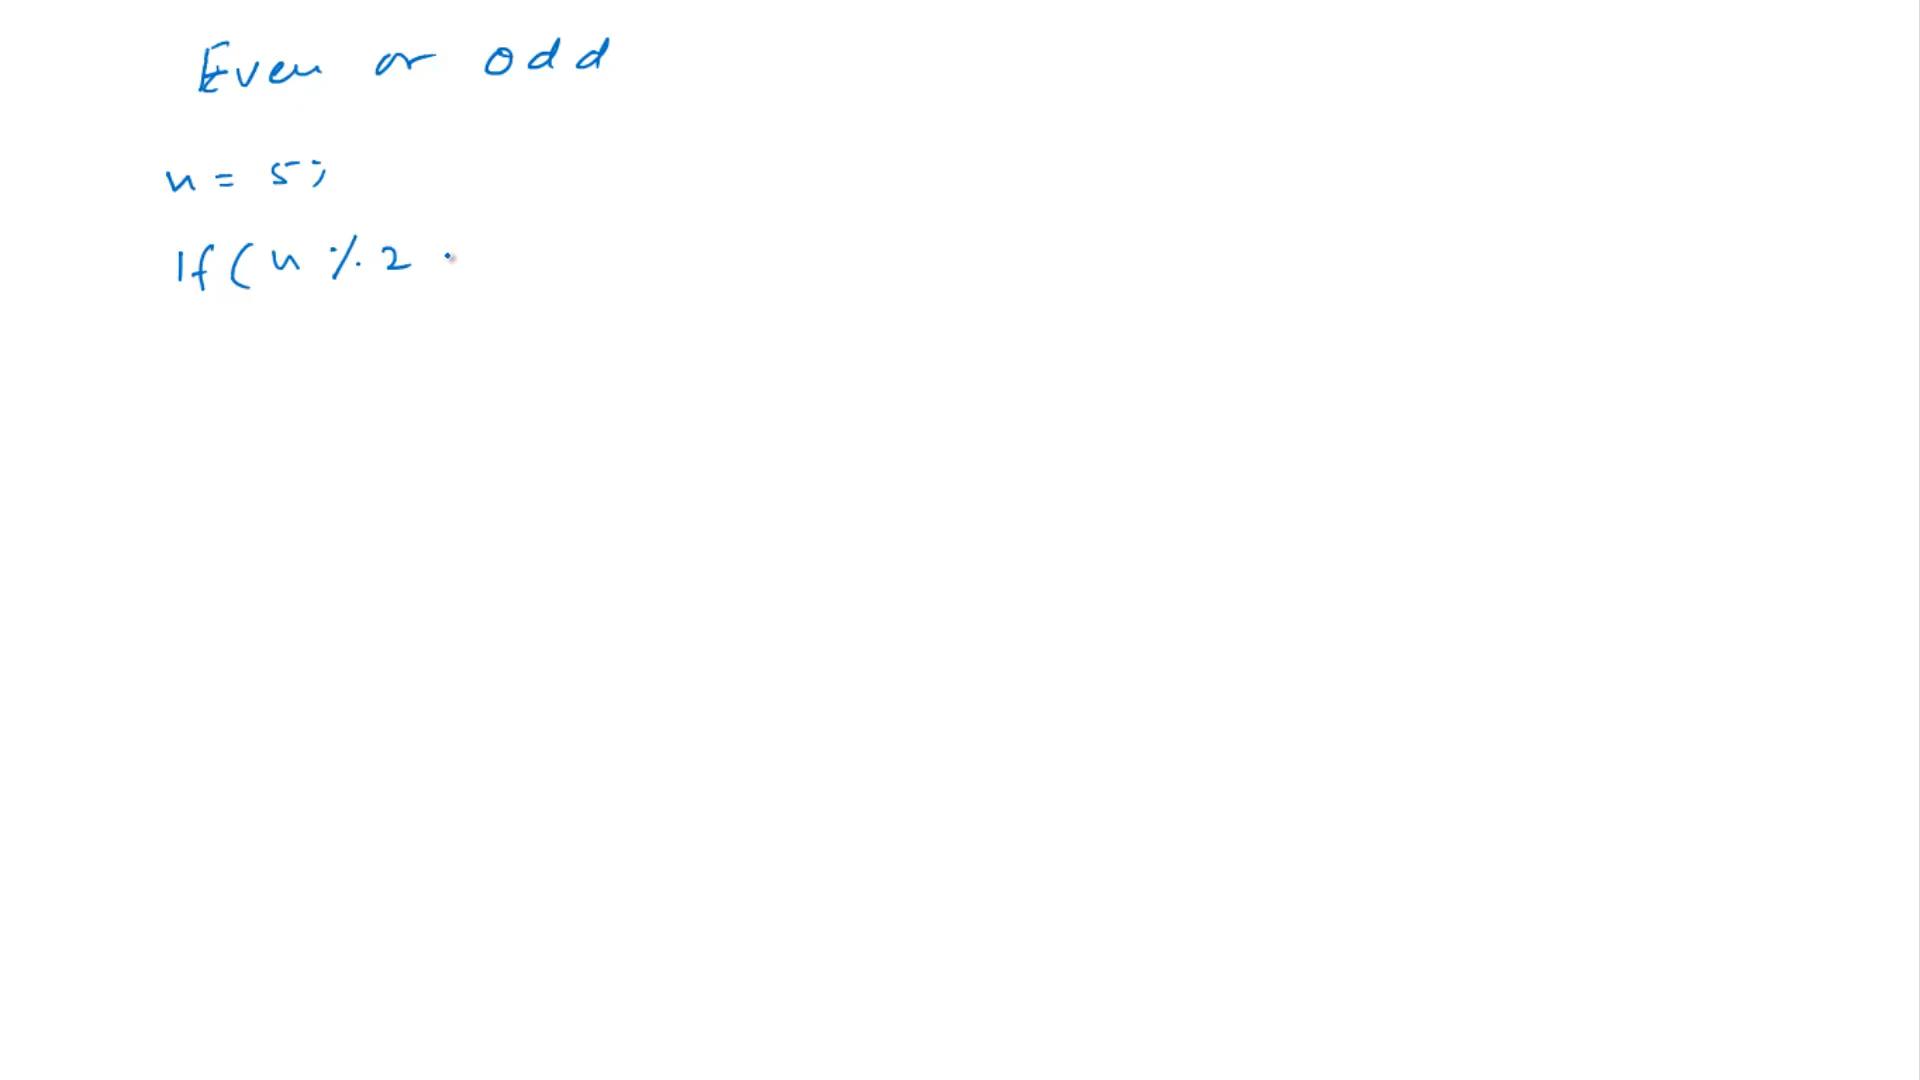 Even or odd
n = 5;
If ( n % 2